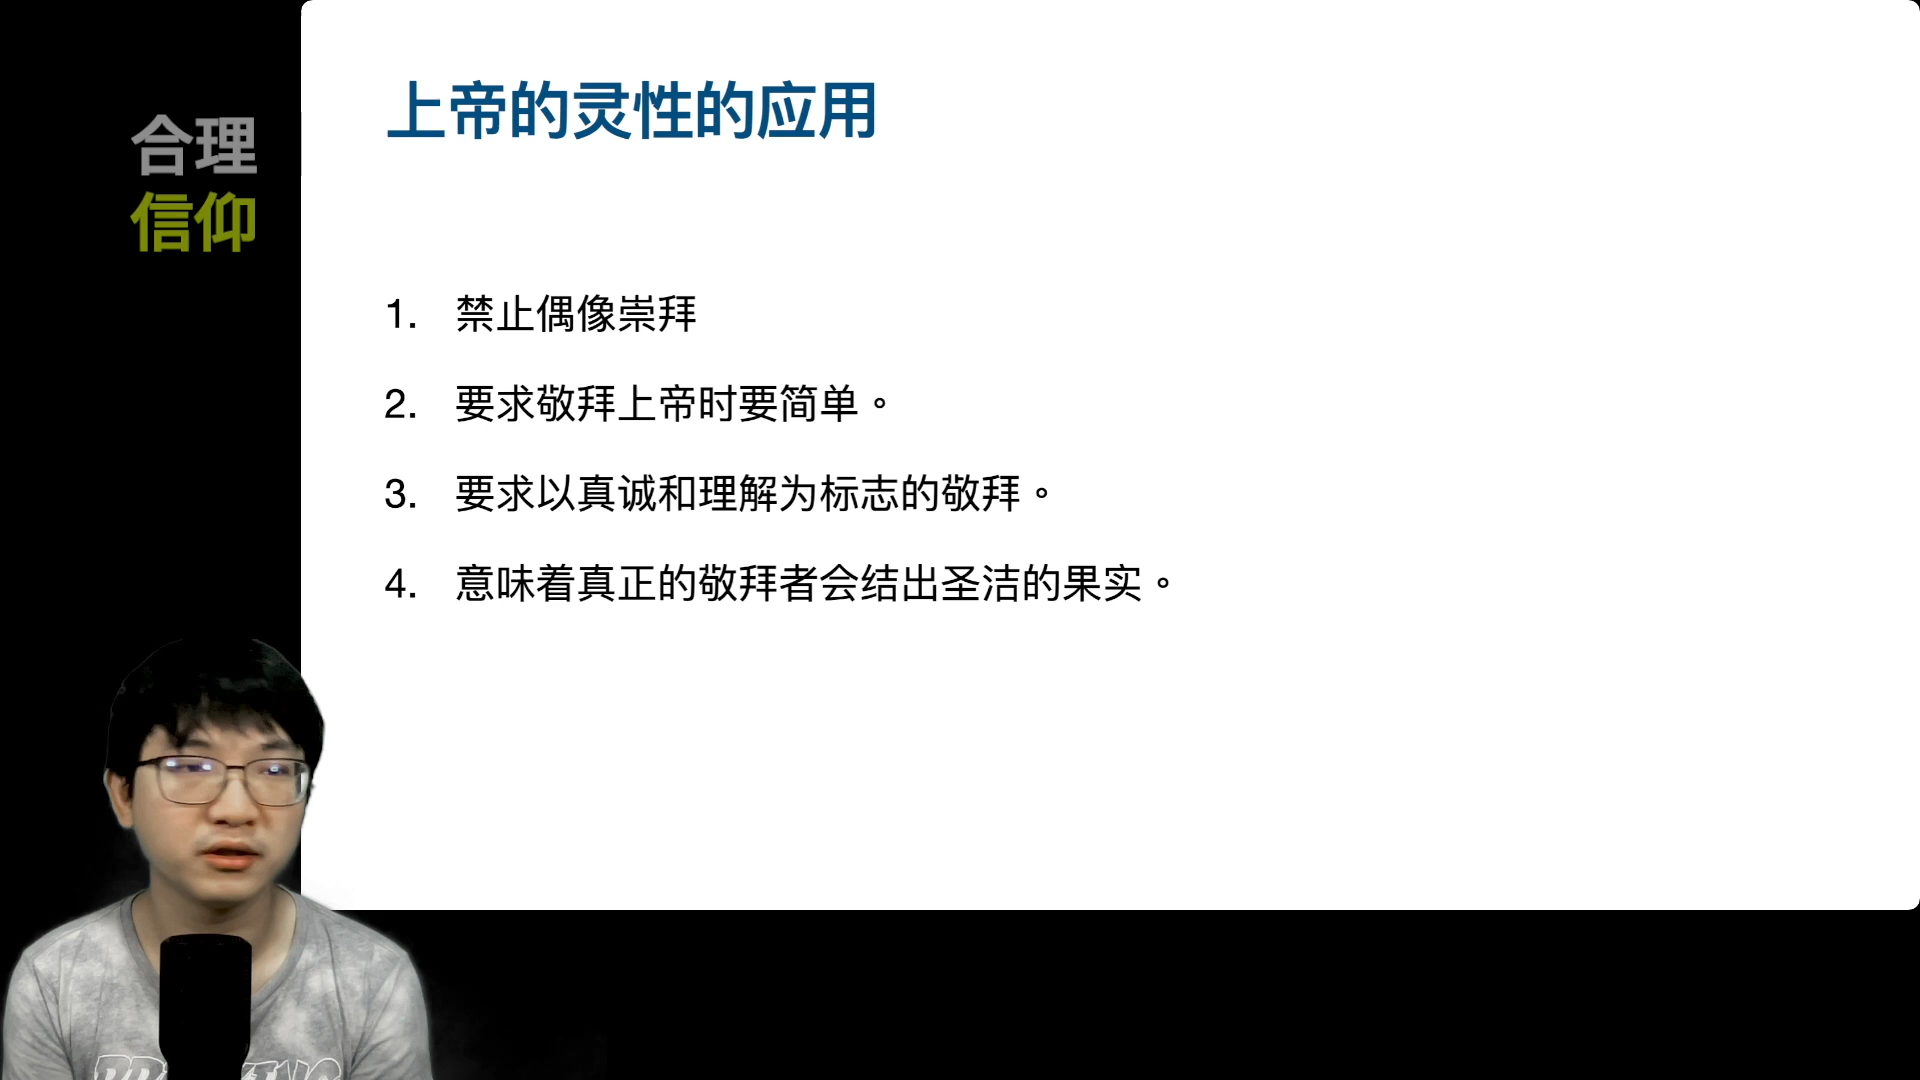 合理
信仰
上帝的灵性的应用
1. 禁止偶像崇拜
2. 要求敬拜上帝时要简单。
3. 要求以真诚和理解为标志的敬拜。
4. 意味着真正的敬拜者会结出圣洁的果实。